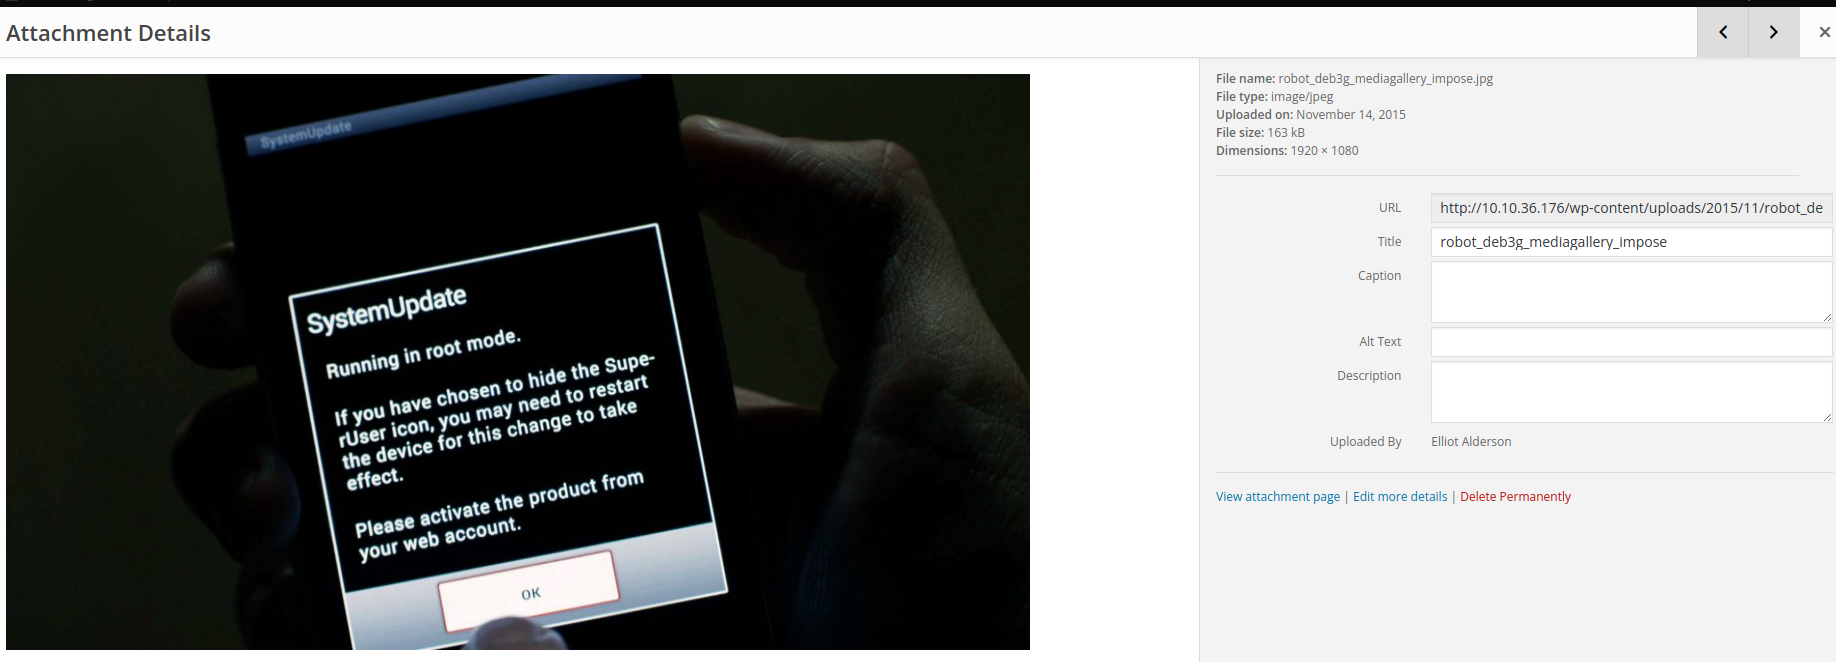 Attachment Details
SystemUpdate
SystemUpdate
Running in root mode.
If you have chosen to hide the Supe-
rUser icon, you may need to restart
the device for this change to take
effect.
Please activate the product from
your web account.
OK
File name: robot_deb3g_mediagallery_impose.jpg
File type: image/jpeg
Uploaded on: November 14, 2015
File size: 163 kB
Dimensions: 1920 × 1080
URL http://10.10.36.176/wp-content/uploads/2015/11/robot_de
Title robot_deb3g_mediagallery_impose
Caption
Alt Text
Description
Uploaded By Elliot Alderson
View attachment page | Edit more details | Delete Permanently